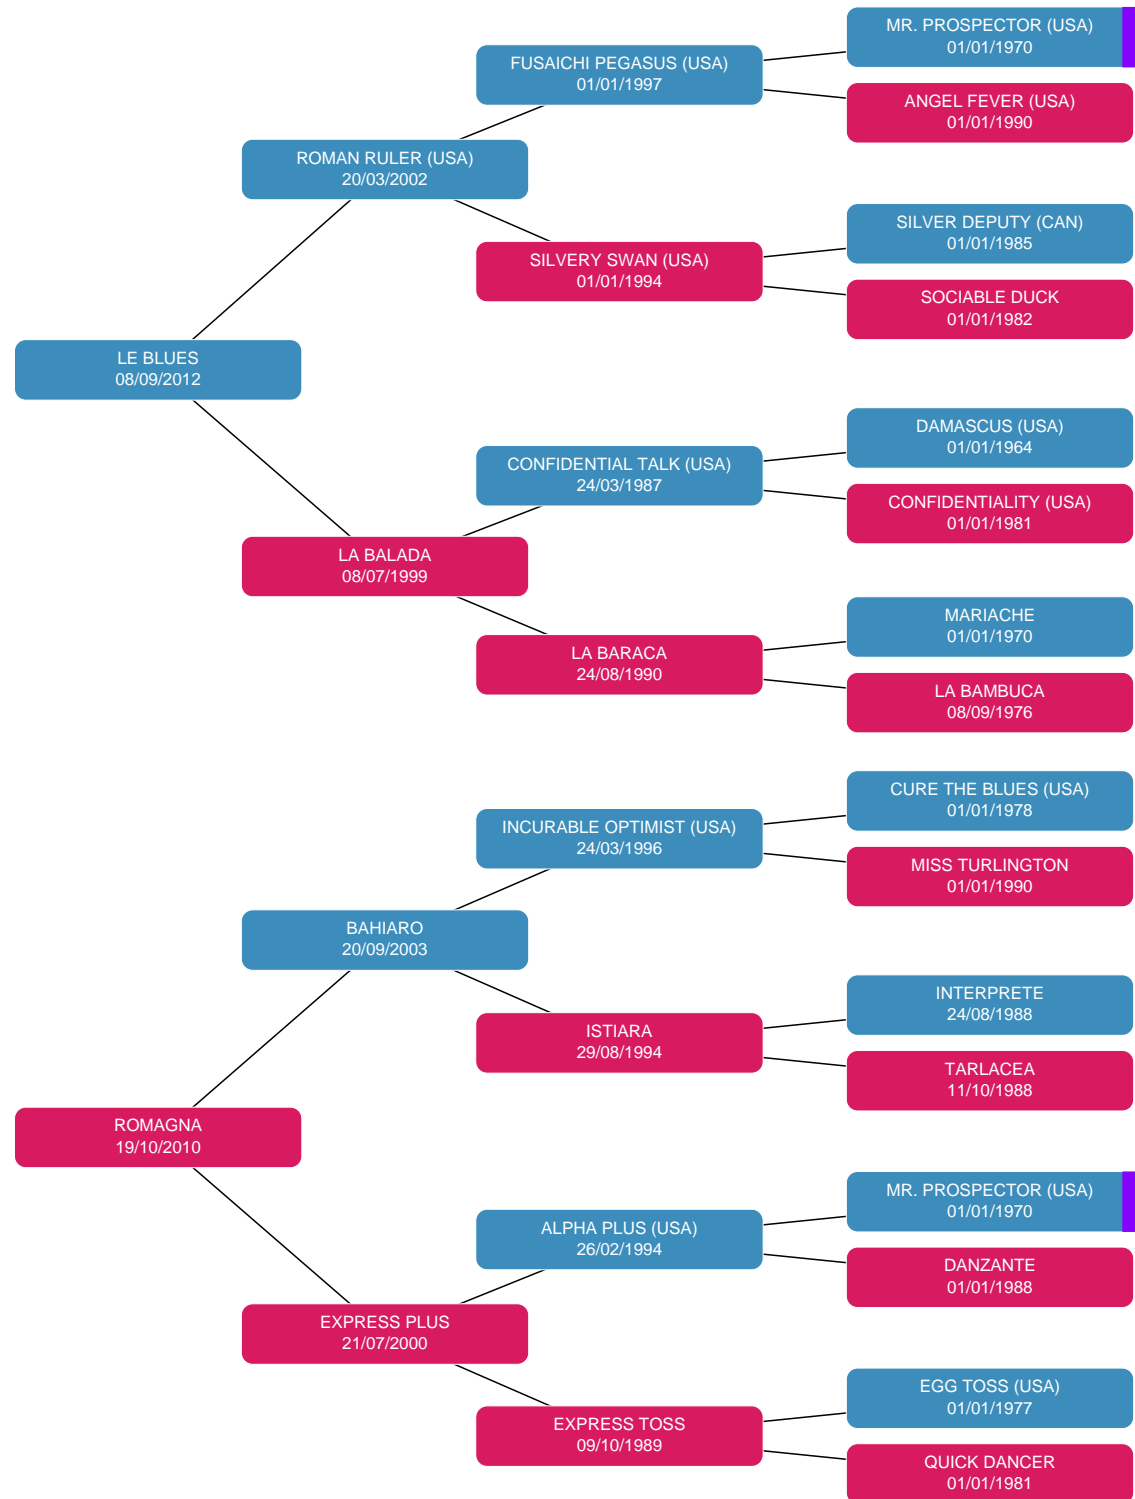 MR. PROSPECTOR (USA)
01/01/1970
FUSAICHI PEGASUS (USA)
01/01/1997
ANGEL FEVER (USA)
01/01/1990
ROMAN RULER (USA)
20/03/2002
SILVER DEPUTY (CAN)
01/01/1985
SILVERY SWAN (USA)
01/01/1994
SOCIABLE DUCK
01/01/1982
LE BLUES
08/09/2012
DAMASCUS (USA)
01/01/1964
CONFIDENTIAL TALK (USA)
24/03/1987
CONFIDENTIALITY (USA)
01/01/1981
LA BALADA
08/07/1999
MARIACHE
01/01/1970
LA BARACA
24/08/1990
LA BAMBUCA
08/09/1976
CURE THE BLUES (USA)
01/01/1978
INCURABLE OPTIMIST (USA)
24/03/1996
MISS TURLINGTON
01/01/1990
BAHIARO
20/09/2003
INTERPRETE
24/08/1988
ISTIARA
29/08/1994
TARLACEA
11/10/1988
ROMAGNA
19/10/2010
MR. PROSPECTOR (USA)
01/01/1970
ALPHA PLUS (USA)
26/02/1994
DANZANTE
01/01/1988
EXPRESS PLUS
21/07/2000
EGG TOSS (USA)
01/01/1977
EXPRESS TOSS
09/10/1989
QUICK DANCER
01/01/1981